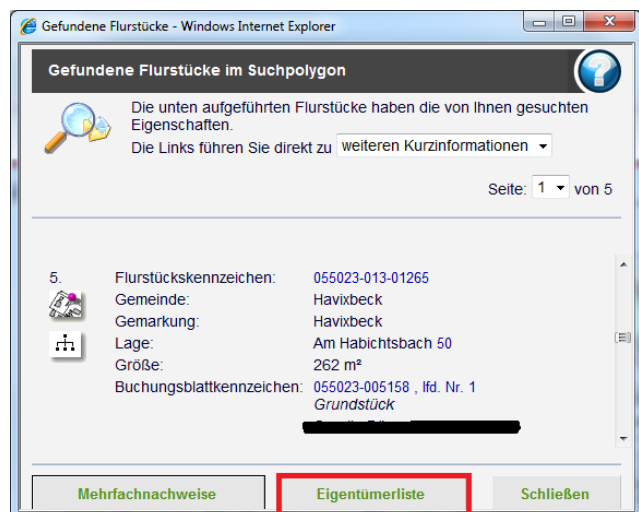 Gefundene Flurstücke - Windows Internet Explorer
Gefundene Flurstücke im Suchpolygon
Die unten aufgeführten Flurstücke haben die von Ihnen gesuchten
Eigenschaften.
Die Links führen Sie direkt zu weiteren Kurzinformationen
Seite: 1 von 5
5. Flurstückskennzeichen: 055023-013-01265
Gemeinde: Havixbeck
Gemarkung: Havixbeck
Lage: Am Habichtsbach 50
Größe: 262 m²
Buchungsblattkennzeichen: 055023-005158 , lfd. Nr. 1
Grundstück
Mehrfachnachweise Eigentümerliste Schließen